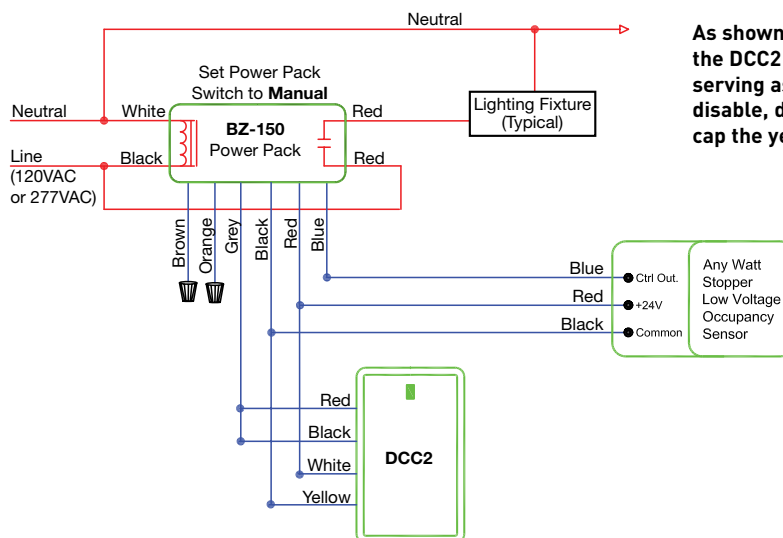 Neutral
As shown
the DCC2
serving as
disable, d
cap the ye
Set Power Pack
Switch to Manual
Neutral
White
BZ-150
Power Pack
Red
Lighting Fixture
(Typical)
Line
(120VAC
or 277VAC)
Black
Red
Brown
Orange
Grey
Black
Red
Blue
Blue
Ctrl Out.
Red
+24V
Black
Common
Any Watt
Stopper
Low Voltage
Occupancy
Sensor
Red
Black
White
Yellow
DCC2